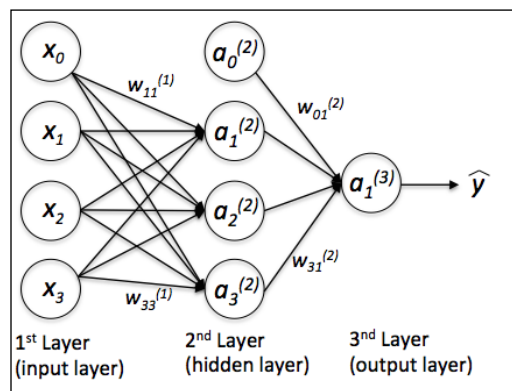 x₀ a₀⁽²⁾
w₁₁⁽¹⁾
w₀₁⁽²⁾
x₁ a₁⁽²⁾
a₁⁽³⁾ ŷ
x₂ a₂⁽²⁾
w₃₁⁽²⁾
x₃ a₃⁽²⁾
w₃₃⁽¹⁾
1ˢᵗ Layer
(input layer)
2ⁿᵈ Layer
(hidden layer)
3ⁿᵈ Layer
(output layer)